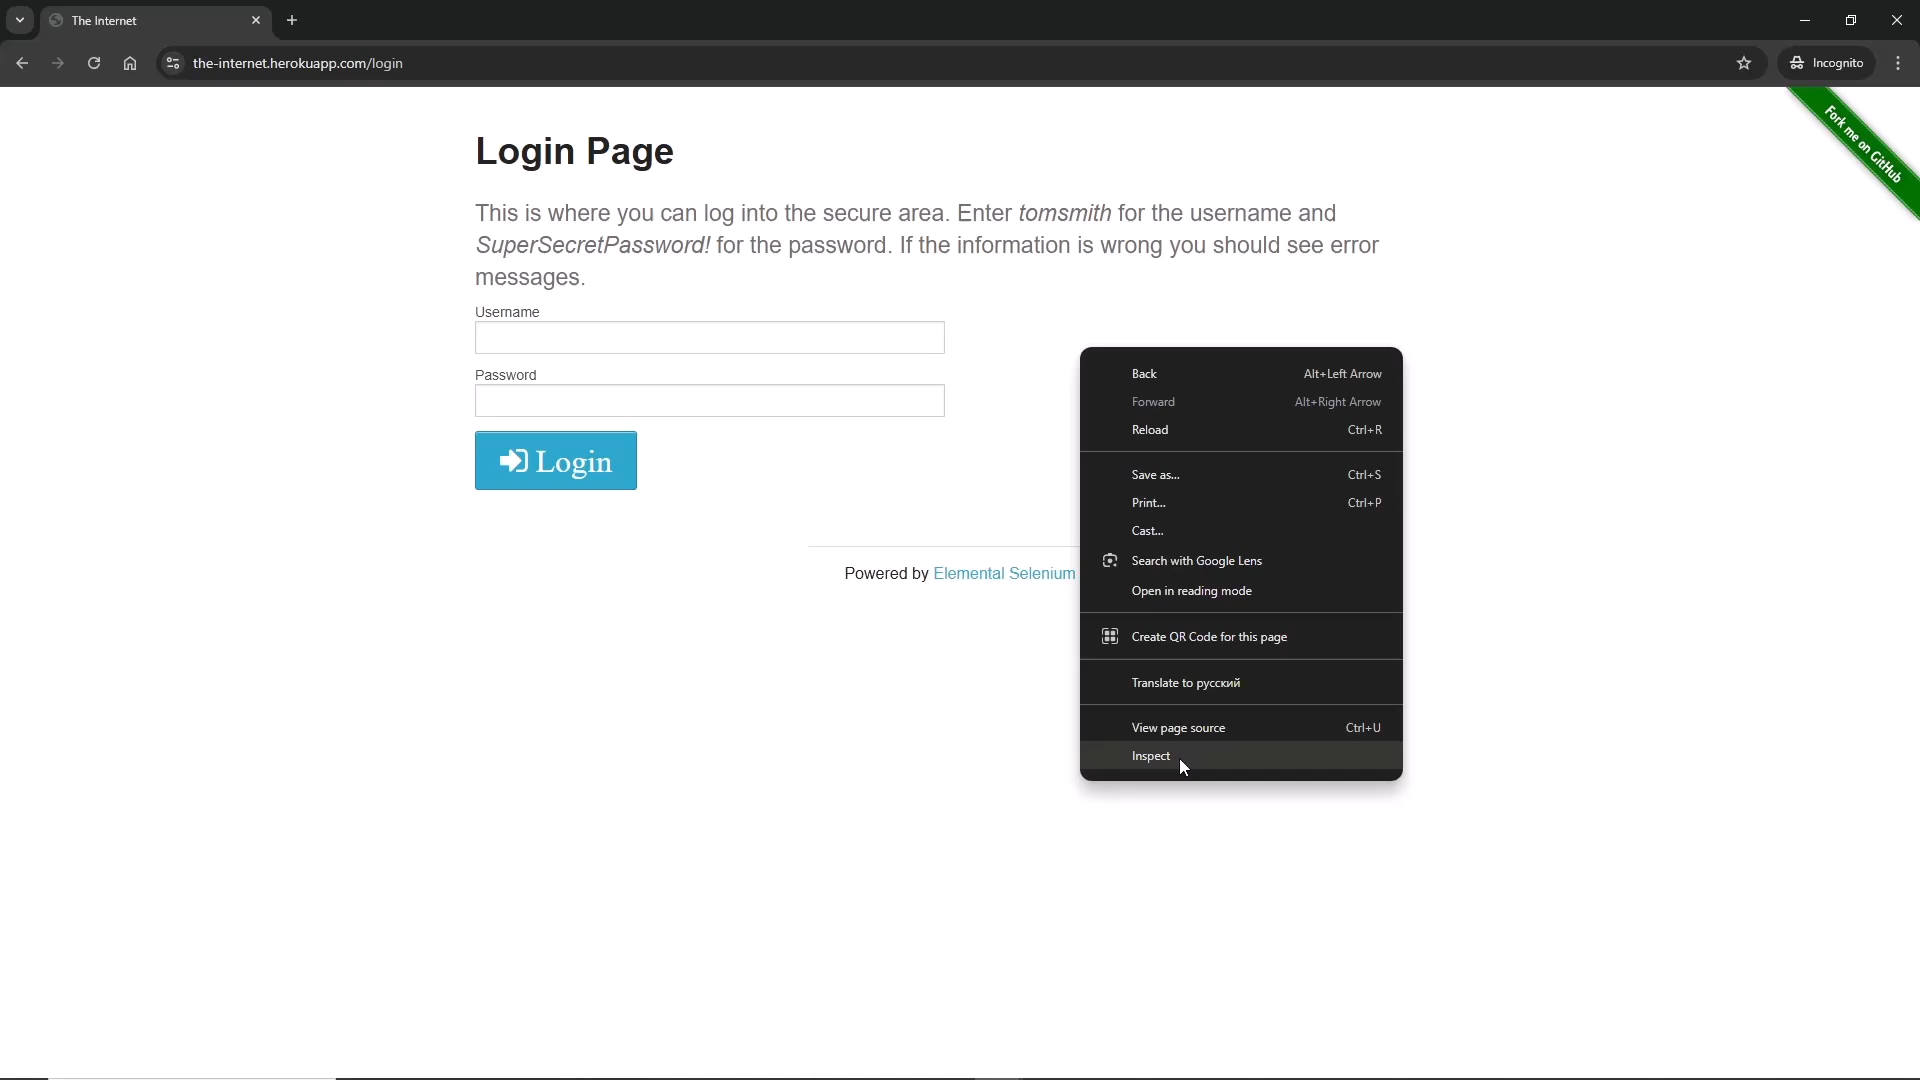 The Internet
the-internet.herokuapp.com/login
Incognito
Fork me on GitHub
Login Page
This is where you can log into the secure area. Enter tomsmith for the username and
SuperSecretPassword! for the password. If the information is wrong you should see error
messages.
Username
Password
Login
Powered by Elemental Selenium
Back Alt+Left Arrow
Forward Alt+Right Arrow
Reload Ctrl+R
Save as... Ctrl+S
Print... Ctrl+P
Cast...
Search with Google Lens
Open in reading mode
Create QR Code for this page
Translate to русский
View page source Ctrl+U
Inspect